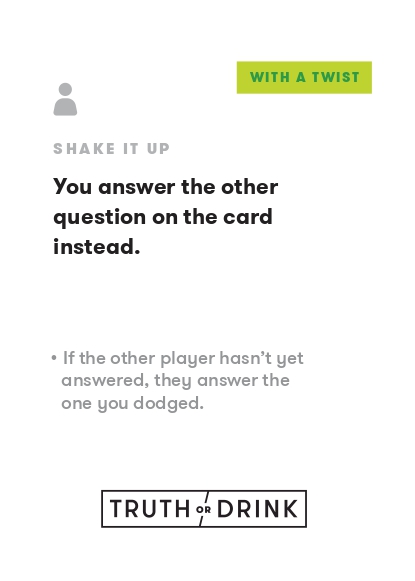 WITH A TWIST
SHAKE IT UP
You answer the other
question on the card
instead.
• If the other player hasn't yet
answered, they answer the
one you dodged.
TRUTH OR DRINK